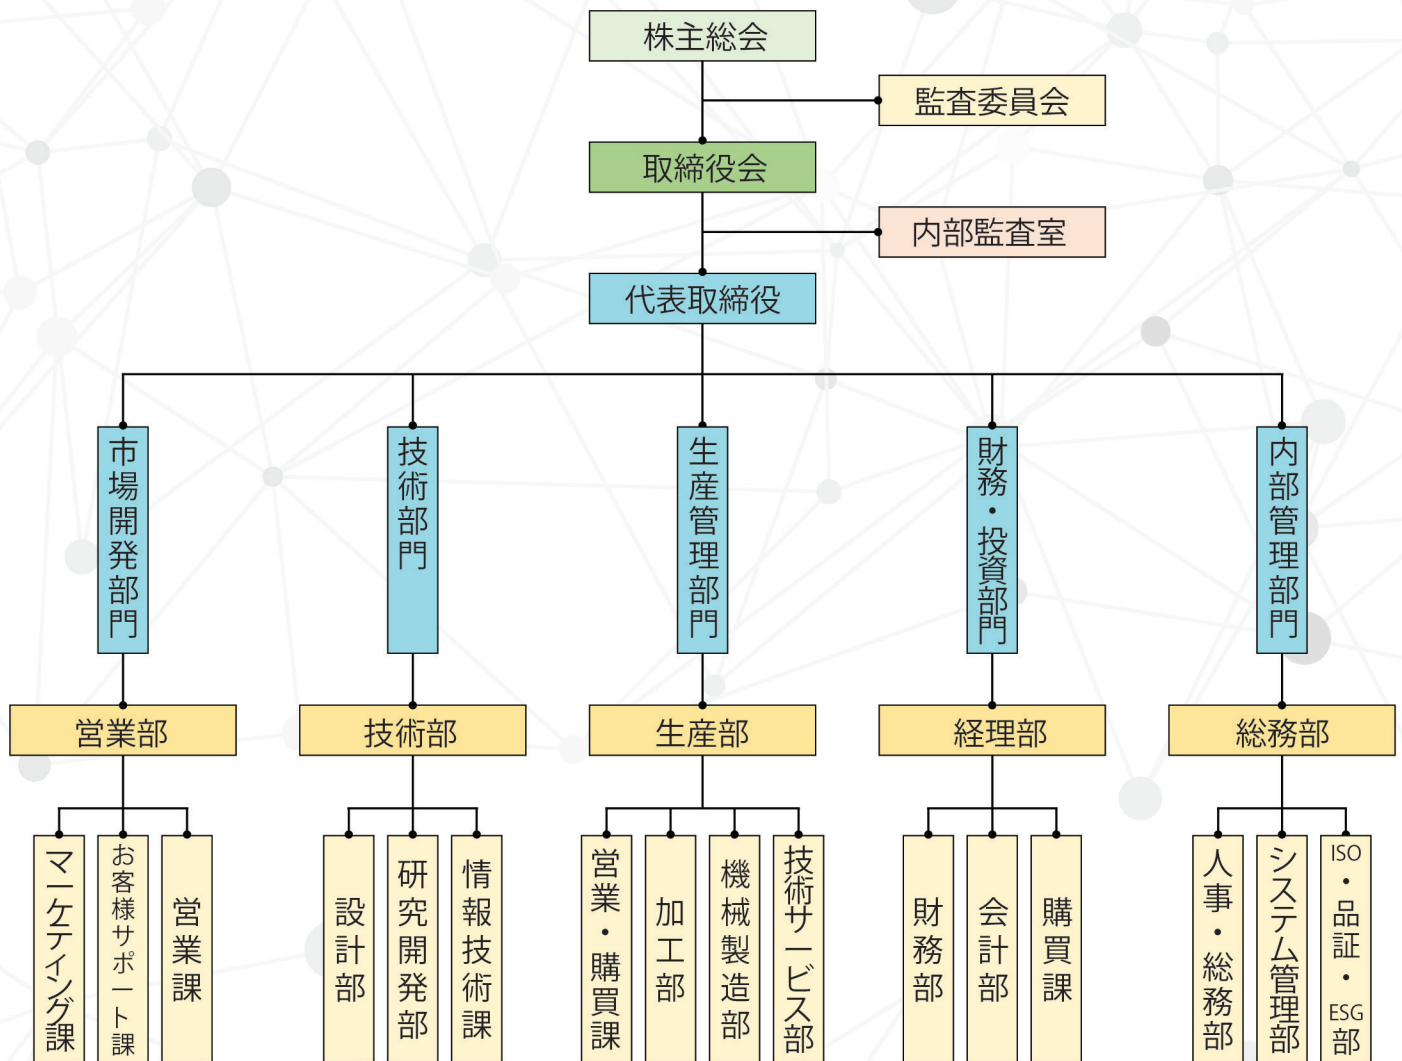 株主総会
監査委員会
取締役会
内部監査室
代表取締役
市場開発部門
技術部門
生産管理部門
財務・投資部門
内部管理部門
営業部
技術部
生産部
経理部
総務部
マーケティング課
お客様サポート課
営業課
設計部
研究開発部
情報技術課
営業・購買課
加工部
機械製造部
技術サービス部
財務部
会計部
購買課
人事・総務部
システム管理部
ISO・品証・ESG部